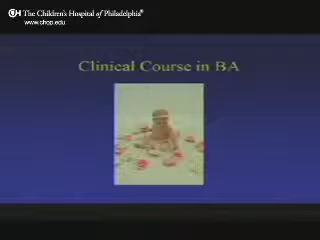 The Children's Hospital of Philadelphia®
www.chop.edu
Clinical Course in BA